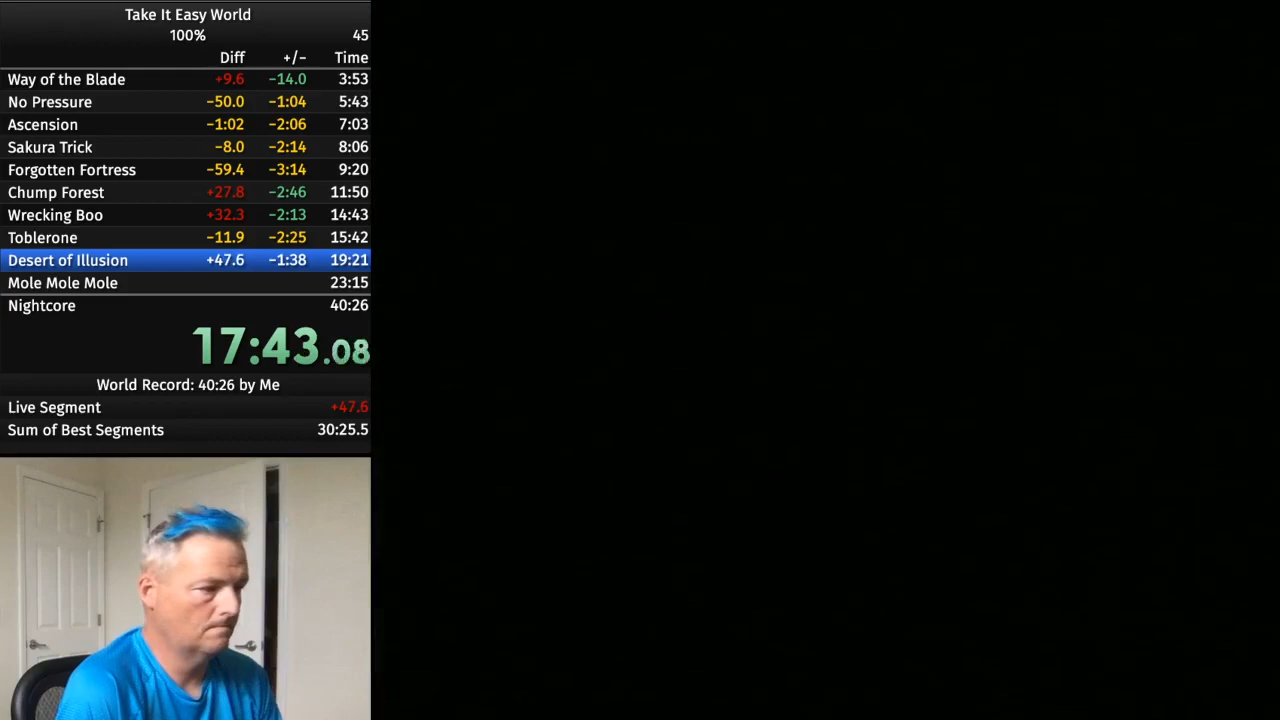 Take It Easy World
100% 45
Diff +/− Time
Way of the Blade +9.6 −14.0 3:53
No Pressure −50.0 −1:04 5:43
Ascension −1:02 −2:06 7:03
Sakura Trick −8.0 −2:14 8:06
Forgotten Fortress −59.4 −3:14 9:20
Chump Forest +27.8 −2:46 11:50
Wrecking Boo +32.3 −2:13 14:43
Toblerone −11.9 −2:25 15:42
Desert of Illusion +47.6 −1:38 19:21
Mole Mole Mole 23:15
Nightcore 40:26
17:43.08
World Record: 40:26 by Me
Live Segment +47.6
Sum of Best Segments 30:25.5